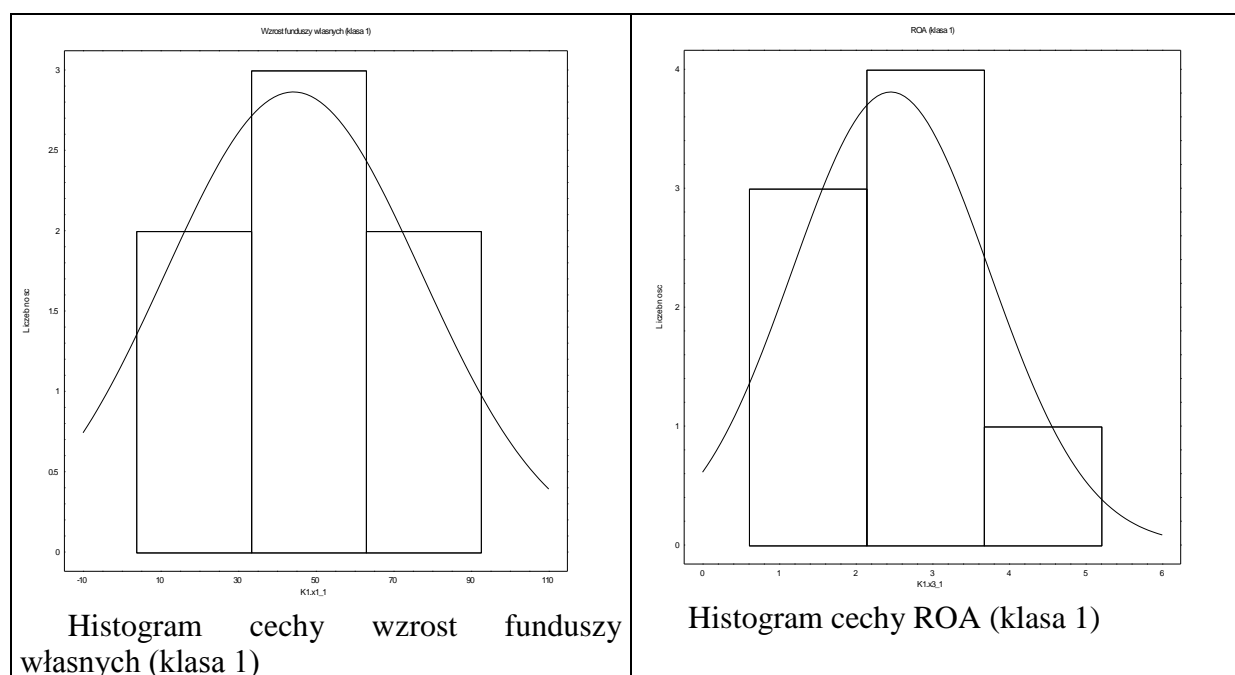 Wzrost funduszy wlasnych (klasa 1)
3
2.5
2
1.5
1
0.5
0
Liczebnosc
-10 10 30 50 70 90 110
K1.x1_1
Histogram cechy wzrost funduszy
własnych (klasa 1)
ROA (klasa 1)
4
3
2
1
0
Liczebnosc
0 1 2 3 4 5 6
K1.x3_1
Histogram cechy ROA (klasa 1)